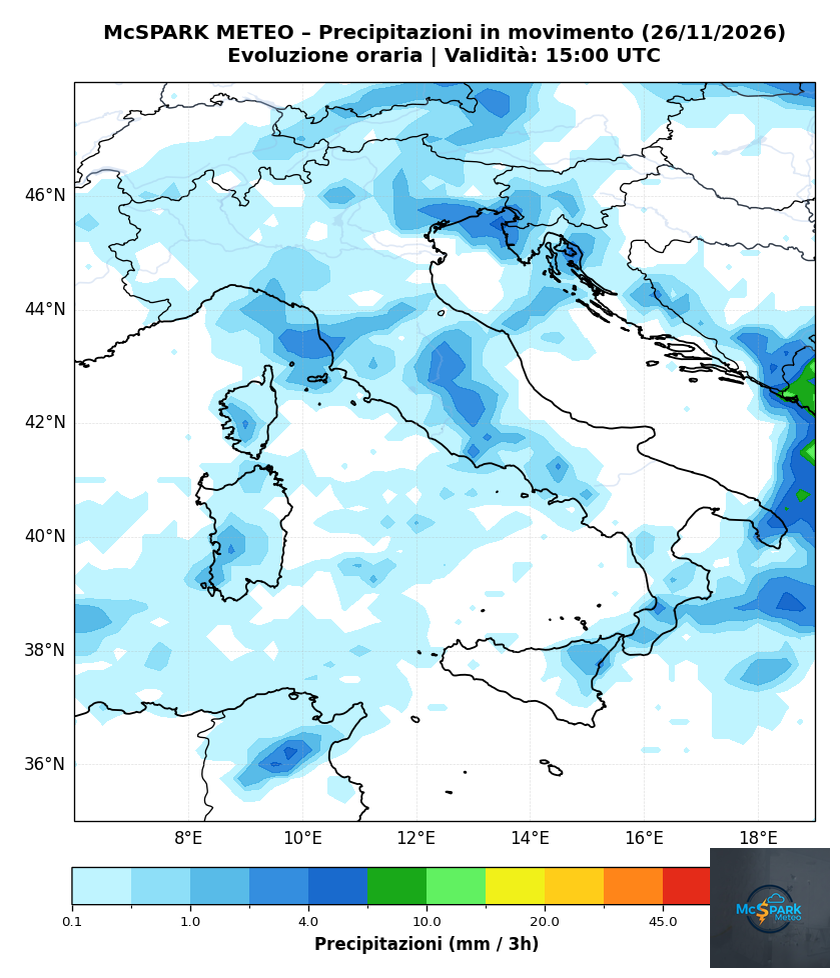 McSPARK METEO – Precipitazioni in movimento (26/11/2026)
Evoluzione oraria | Validità: 15:00 UTC
46°N
44°N
42°N
40°N
38°N
36°N
8°E 10°E 12°E 14°E 16°E 18°E
0.1 1.0 4.0 10.0 20.0 45.0
Precipitazioni (mm / 3h)
McSPARK
Meteo